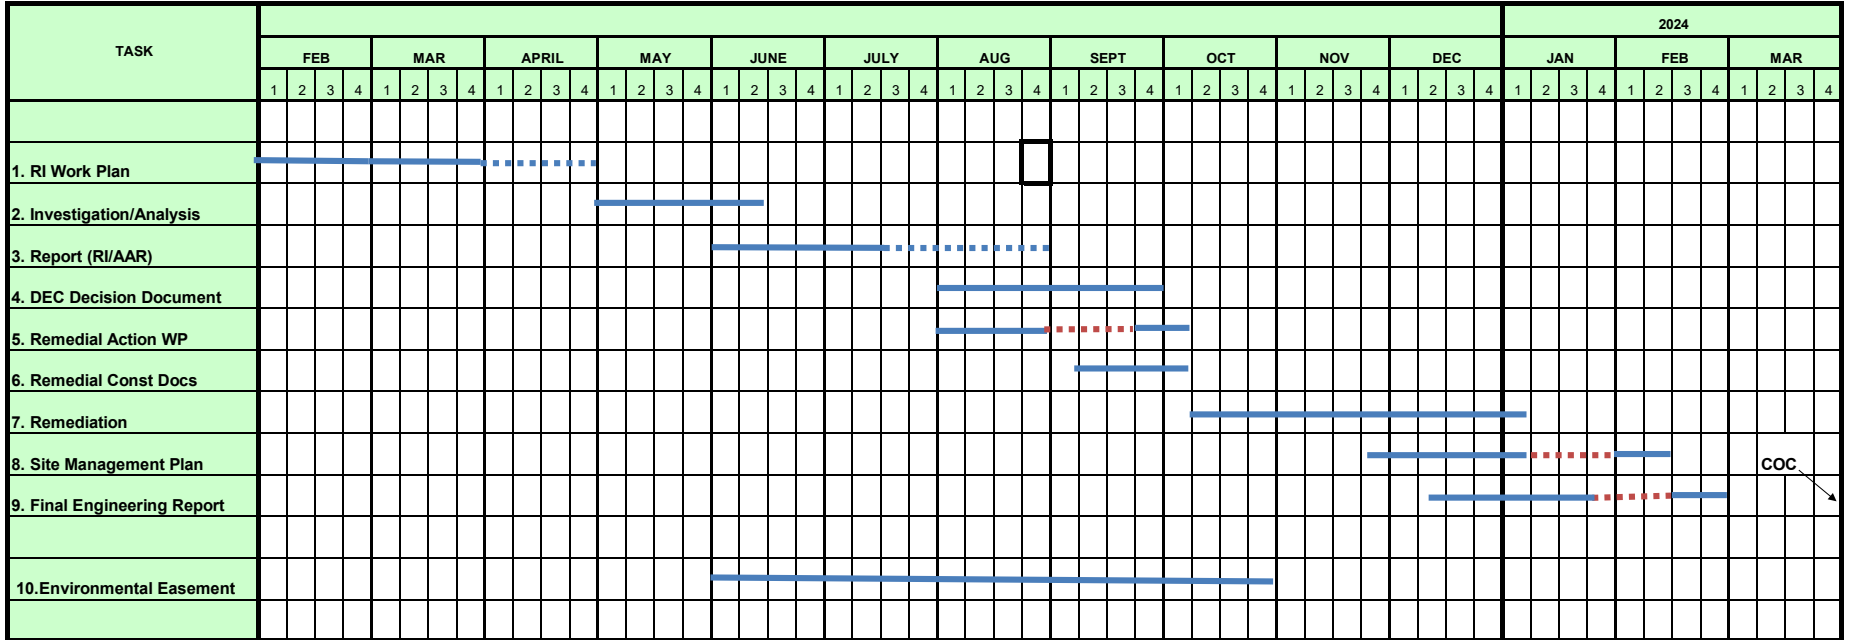 2024
TASK
FEB MAR APRIL MAY JUNE JULY AUG SEPT OCT NOV DEC JAN FEB MAR
1 2 3 4 1 2 3 4 1 2 3 4 1 2 3 4 1 2 3 4 1 2 3 4 1 2 3 4 1 2 3 4 1 2 3 4 1 2 3 4 1 2 3 4 1 2 3 4 1 2 3 4 1 2 3 4
1. RI Work Plan
2. Investigation/Analysis
3. Report (RI/AAR)
4. DEC Decision Document
5. Remedial Action WP
6. Remedial Const Docs
7. Remediation
8. Site Management Plan
COC
9. Final Engineering Report
10.Environmental Easement